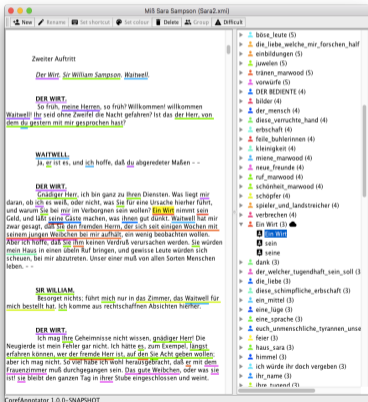 Miß Sara Sampson (Sara2.xmi)
New Rename Set shortcut Set colour Delete Group Difficult
Zweiter Auftritt
Der Wirt. Sir William Sampson. Waitwell.
DER WIRT.
So früh, meine Herren, so früh? Willkommen! willkommen
Waitwell! Ihr seid ohne Zweifel die Nacht gefahren? Ist das der Herr, von
dem du gestern mit mir gesprochen hast?
WAITWELL.
Ja, er ist es, und ich hoffe, daß du abgeredeter Maßen - -
DER WIRT.
Gnädiger Herr, ich bin ganz zu Ihren Diensten. Was liegt mir
daran, ob ich es weiß, oder nicht, was Sie für eine Ursache hierher führt,
und warum Sie bei mir im Verborgnen sein wollen? Ein Wirt nimmt sein
Geld, und läßt seine Gäste machen, was ihnen gut dünkt. Waitwell hat mir
zwar gesagt, daß Sie den fremden Herrn, der sich seit einigen Wochen mit
seinem jungen Weibchen bei mir aufhält, ein wenig beobachten wollen.
Aber ich hoffe, daß Sie ihm keinen Verdruß verursachen werden. Sie würden
mein Haus in einen übeln Ruf bringen, und gewisse Leute würden sich
scheuen, bei mir abzutreten. Unser einer muß von allen Sorten Menschen
leben. - -
SIR WILLIAM.
Besorget nichts; führt mich nur in das Zimmer, das Waitwell für
mich bestellt hat. Ich komme aus rechtschaffnen Absichten hierher.
DER WIRT.
Ich mag Ihre Geheimnisse nicht wissen, gnädiger Herr! Die
Neugierde ist mein Fehler gar nicht. Ich hätte es, zum Exempel, längst
erfahren können, wer der fremde Herr ist, auf den Sie Acht geben wollen;
aber ich mag nicht. So viel habe ich wohl herausgebracht, daß er mit dem
Frauenzimmer muß durchgegangen sein. Das gute Weibchen, oder was sie
ist! sie bleibt den ganzen Tag in ihrer Stube eingeschlossen und weint.
CorefAnnotator 1.0.0-SNAPSHOT
böse_leute (5)
die_liebe_welche_mir_forschen_half
einbildungen (5)
juwelen (5)
tränen_marwood (5)
vorwürfe (5)
DER BEDIENTE (4)
bilder (4)
der_mensch (4)
diese_verruchte_hand (4)
erbschaft (4)
feile_buhlerinnen (4)
kleinigkeit (4)
miene_marwood (4)
neue_freunde (4)
ruf_marwood (4)
schönheit_marwood (4)
schöpfer (4)
spieler_und_landstreicher (4)
verbrechen (4)
Ein Wirt (3)
A Ein Wirt
A sein
A seine
dank (3)
der_welcher_tugendhaft_sein_soll (3
die_liebe (3)
diese_schimpfliche_erbschaft (3)
ein_mittel (3)
eine_lüge (3)
eine_sprache (3)
euch_unmenschliche_tyrannen_unse
feier (3)
haus_sara (3)
himmel (3)
ich würde ihr doch vergeben (3)
ihr_name (3)
ihre_tugend (3)